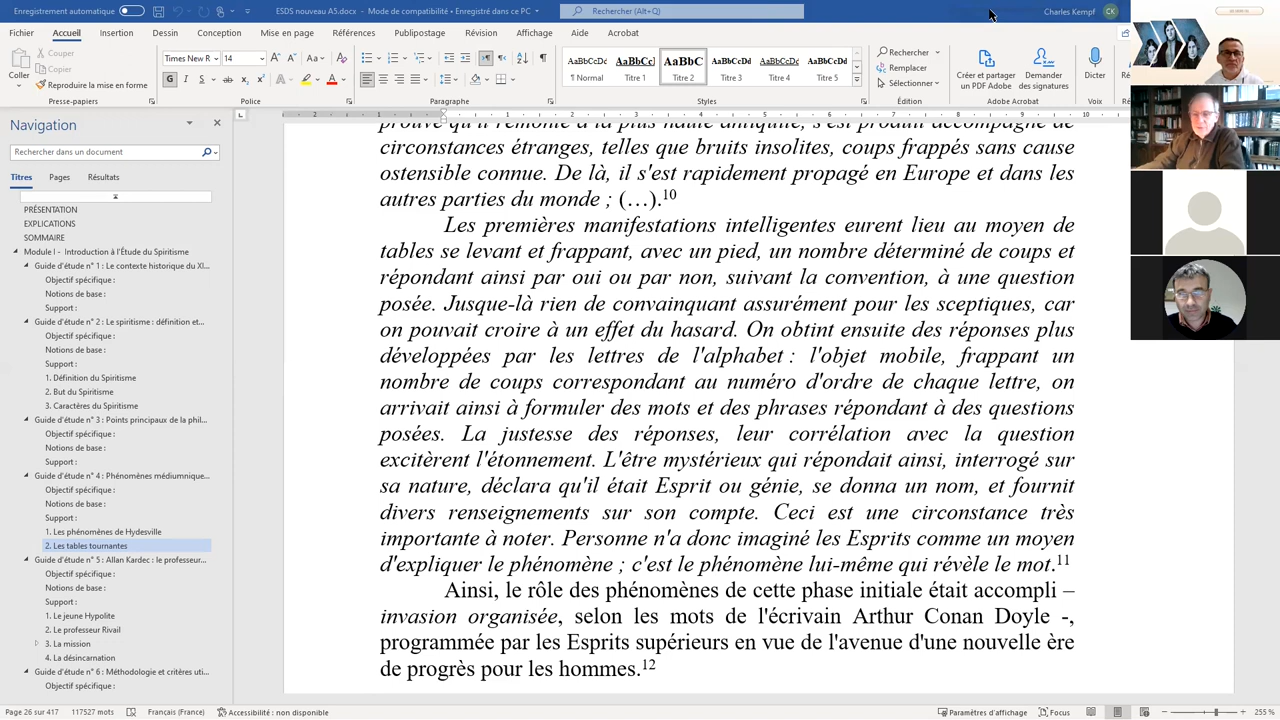 Enregistrement automatique
ESDS nouveau A5.docx - Mode de compatibilité • Enregistré dans ce PC
Rechercher (Alt+Q)
Charles Kempf
CK
Fichier
Accueil
Insertion
Dessin
Conception
Mise en page
Références
Publipostage
Révision
Affichage
Aide
Acrobat
Coller
Couper
Copier
Reproduire la mise en forme
Presse-papiers
Times New R
14
G
I
S
Police
Paragraphe
AaBbCcDc
¶ Normal
AaBbCc
Titre 1
AaBbC
Titre 2
AaBbCcDd
Titre 3
AaBbCcDc
Titre 4
AaBbCcDd
Titre 5
Styles
Rechercher
Remplacer
Sélectionner
Édition
Créer et partager
un PDF Adobe
Demander
des signatures
Adobe Acrobat
Dicter
Voix
Navigation
Rechercher dans un document
Titres
Pages
Résultats
PRÉSENTATION
EXPLICATIONS
SOMMAIRE
Module I - Introduction à l'Étude du Spiritisme
Guide d'étude n° 1 : Le contexte historique du XI...
Objectif spécifique :
Notions de base :
Support :
Guide d'étude n° 2 : Le spiritisme : définition et...
Objectif spécifique :
Notions de base :
Support :
1. Définition du Spiritisme
2. But du Spiritisme
3. Caractères du Spiritisme
Guide d'étude n° 3 : Points principaux de la phil...
Objectif spécifique :
Notions de base :
Support :
Guide d'étude n° 4 : Phénomènes médiumnique...
Objectif spécifique :
Notions de base :
Support :
1. Les phénomènes de Hydesville
2. Les tables tournantes
Guide d'étude n° 5 : Allan Kardec : le professeur...
Objectif spécifique :
Notions de base :
Support :
1. Le jeune Hypolite
2. Le professeur Rivail
3. La mission
4. La désincarnation
Guide d'étude n° 6 : Méthodologie et critères uti...
Objectif spécifique :
prouve qu'il remonte à la plus haute antiquité, s'est produit accompagné de
circonstances étranges, telles que bruits insolites, coups frappés sans cause
ostensible connue. De là, il s'est rapidement propagé en Europe et dans les
autres parties du monde ; (…).10
Les premières manifestations intelligentes eurent lieu au moyen de
tables se levant et frappant, avec un pied, un nombre déterminé de coups et
répondant ainsi par oui ou par non, suivant la convention, à une question
posée. Jusque-là rien de convainquant assurément pour les sceptiques, car
on pouvait croire à un effet du hasard. On obtint ensuite des réponses plus
développées par les lettres de l'alphabet : l'objet mobile, frappant un
nombre de coups correspondant au numéro d'ordre de chaque lettre, on
arrivait ainsi à formuler des mots et des phrases répondant à des questions
posées. La justesse des réponses, leur corrélation avec la question
excitèrent l'étonnement. L'être mystérieux qui répondait ainsi, interrogé sur
sa nature, déclara qu'il était Esprit ou génie, se donna un nom, et fournit
divers renseignements sur son compte. Ceci est une circonstance très
importante à noter. Personne n'a donc imaginé les Esprits comme un moyen
d'expliquer le phénomène ; c'est le phénomène lui-même qui révèle le mot.11
Ainsi, le rôle des phénomènes de cette phase initiale était accompli –
invasion organisée, selon les mots de l'écrivain Arthur Conan Doyle -,
programmée par les Esprits supérieurs en vue de l'avenue d'une nouvelle ère
de progrès pour les hommes.12
Page 26 sur 417
117527 mots
Français (France)
Accessibilité : non disponible
Paramètres d'affichage
Focus
255 %